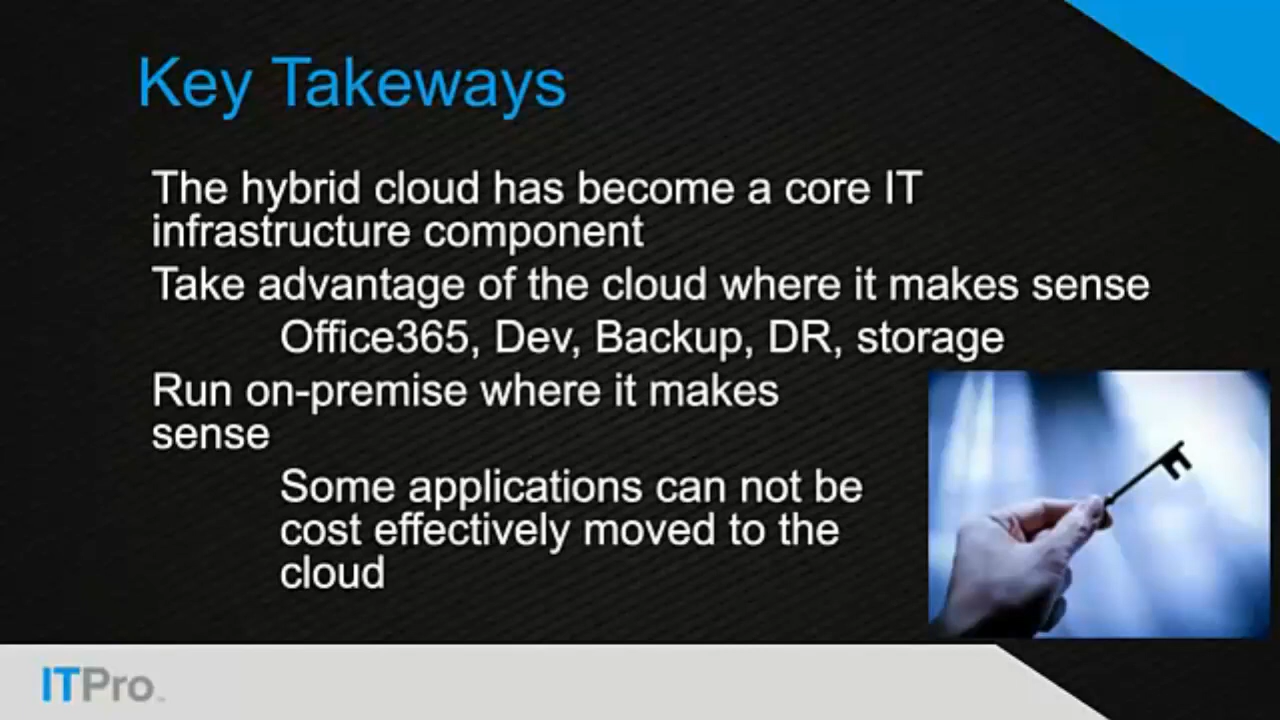 Key Takeways
The hybrid cloud has become a core IT
infrastructure component
Take advantage of the cloud where it makes sense
Office365, Dev, Backup, DR, storage
Run on-premise where it makes
sense
Some applications can not be
cost effectively moved to the
cloud
ITPro